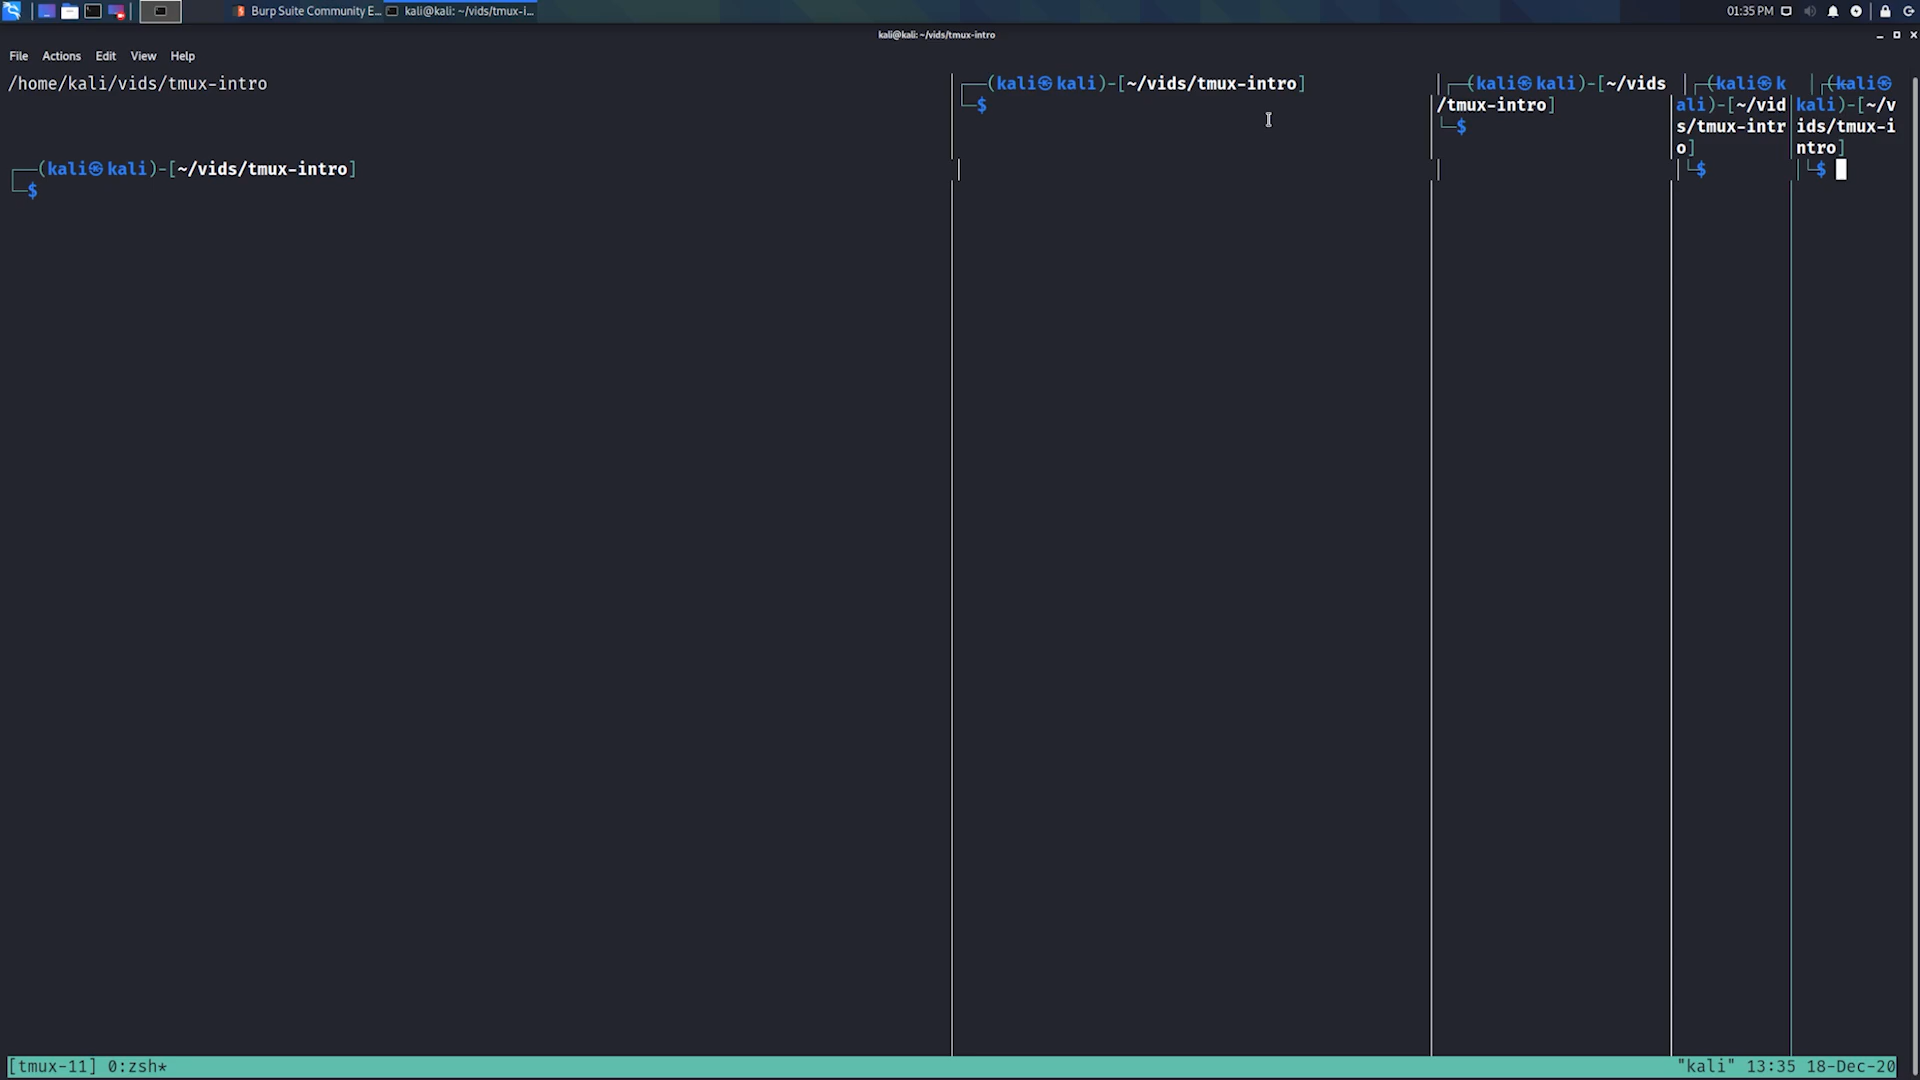 Burp Suite Community E...
kali@kali: ~/vids/tmux-i...
01:35 PM
kali@kali: ~/vids/tmux-intro
File Actions Edit View Help
/home/kali/vids/tmux-intro
┌──(kali㉿kali)-[~/vids/tmux-intro]
└─$
┌──(kali㉿kali)-[~/vids/tmux-intro]
└─$
┌──(kali㉿kali)-[~/vids
/tmux-intro]
└─$
┌──(kali㉿k
ali)-[~/vid
s/tmux-intr
o]
└─$
┌──(kali㉿
kali)-[~/v
ids/tmux-i
ntro]
└─$
[tmux-11] 0:zsh*
"kali" 13:35 18-Dec-20